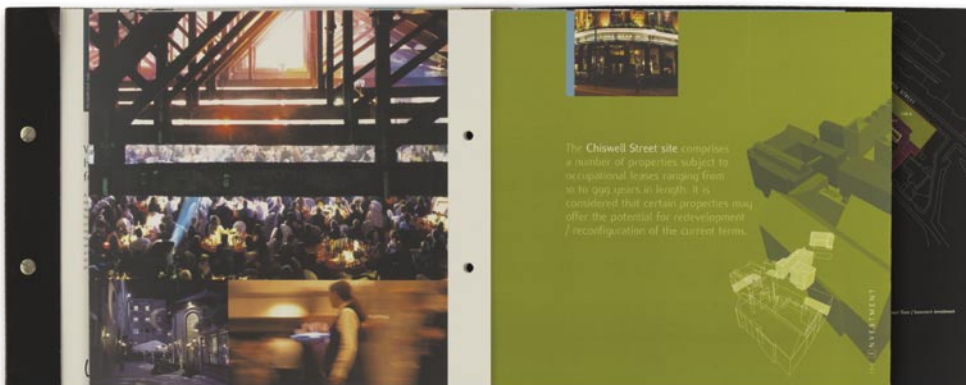 The Chiswell Street site comprises
a number of properties subject to
occupational leases ranging from
10 to 999 years in length. It is
considered that certain properties may
offer the potential for redevelopment
/ reconfiguration of the current terms.
INVESTMENT